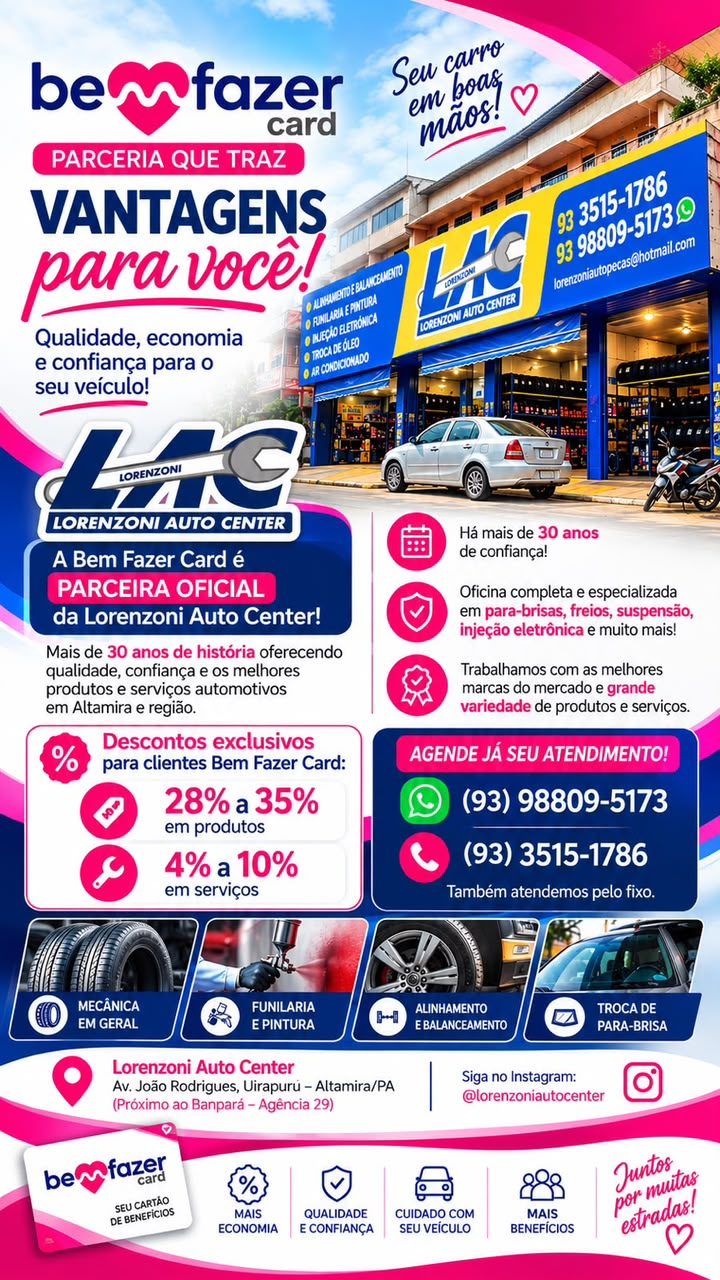 bemfazer
card
Seu carro
em boas
mãos!
PARCERIA QUE TRAZ
VANTAGENS
para você!
Qualidade, economia
e confiança para o
seu veículo!
ALINHAMENTO E BALANCEAMENTO
FUNILARIA E PINTURA
INJEÇÃO ELETRÔNICA
TROCA DE ÓLEO
AR CONDICIONADO
LAC
LORENZONI
LORENZONI AUTO CENTER
93 3515-1786
93 98809-5173
lorenzoniautopecas@hotmail.com
LAC
LORENZONI
LORENZONI AUTO CENTER
A Bem Fazer Card é
PARCEIRA OFICIAL
da Lorenzoni Auto Center!
Mais de 30 anos de história oferecendo
qualidade, confiança e os melhores
produtos e serviços automotivos
em Altamira e região.
Há mais de 30 anos
de confiança!
Oficina completa e especializada
em para-brisas, freios, suspensão,
injeção eletrônica e muito mais!
Trabalhamos com as melhores
marcas do mercado e grande
variedade de produtos e serviços.
Descontos exclusivos
para clientes Bem Fazer Card:
28% a 35%
em produtos
4% a 10%
em serviços
AGENDE JÁ SEU ATENDIMENTO!
(93) 98809-5173
(93) 3515-1786
Também atendemos pelo fixo.
MECÂNICA
EM GERAL
FUNILARIA
E PINTURA
ALINHAMENTO
E BALANCEAMENTO
TROCA DE
PARA-BRISA
Lorenzoni Auto Center
Av. João Rodrigues, Uirapurú – Altamira/PA
(Próximo ao Banpará – Agência 29)
Siga no Instagram:
@lorenzoniautocenter
bemfazer
card
SEU CARTÃO
DE BENEFÍCIOS
MAIS
ECONOMIA
QUALIDADE
E CONFIANÇA
CUIDADO COM
SEU VEÍCULO
MAIS
BENEFÍCIOS
Juntos
por muitas
estradas!